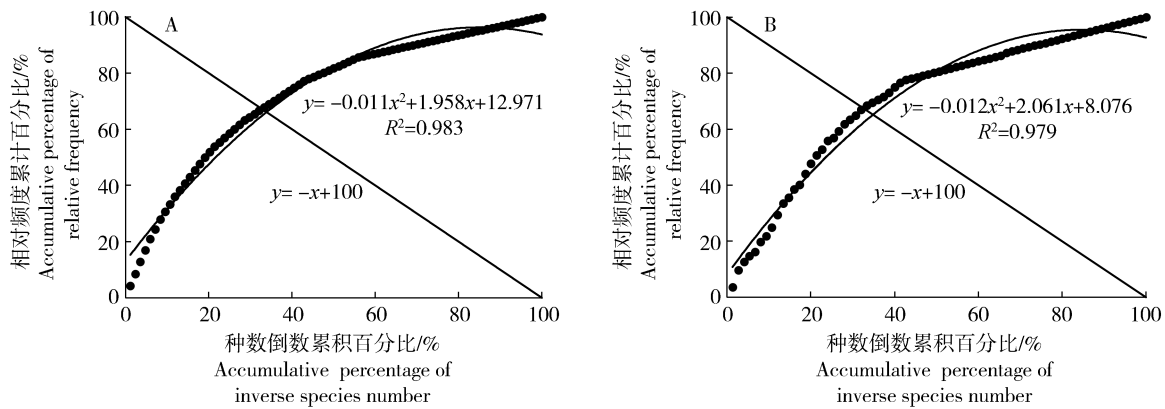 相对频度累计百分比/%
Accumulative percentage of
relative frequency
100
80
60
40
20
0
A
y= −0.011x²+1.958x+12.971
R²=0.983
y= −x+100
0 20 40 60 80 100
种数倒数累积百分比/%
Accumulative percentage of
inverse species number
相对频度累计百分比/%
Accumulative percentage of
relative frequency
100
80
60
40
20
0
B
y= −0.012x²+2.061x+8.076
R²=0.979
y= −x+100
0 20 40 60 80 100
种数倒数累积百分比/%
Accumulative percentage of
inverse species number